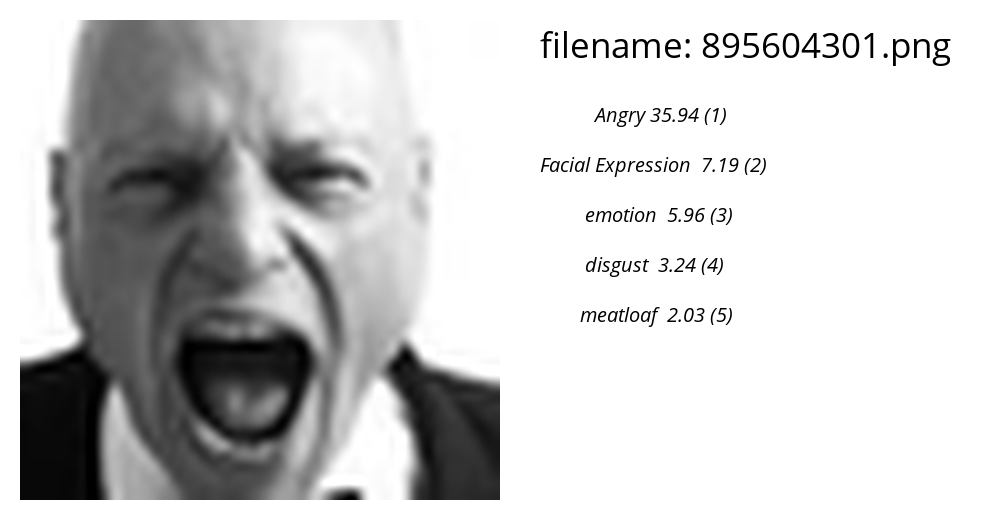 filename: 895604301.png
Angry 35.94 (1)
Facial Expression 7.19 (2)
emotion 5.96 (3)
disgust 3.24 (4)
meatloaf 2.03 (5)